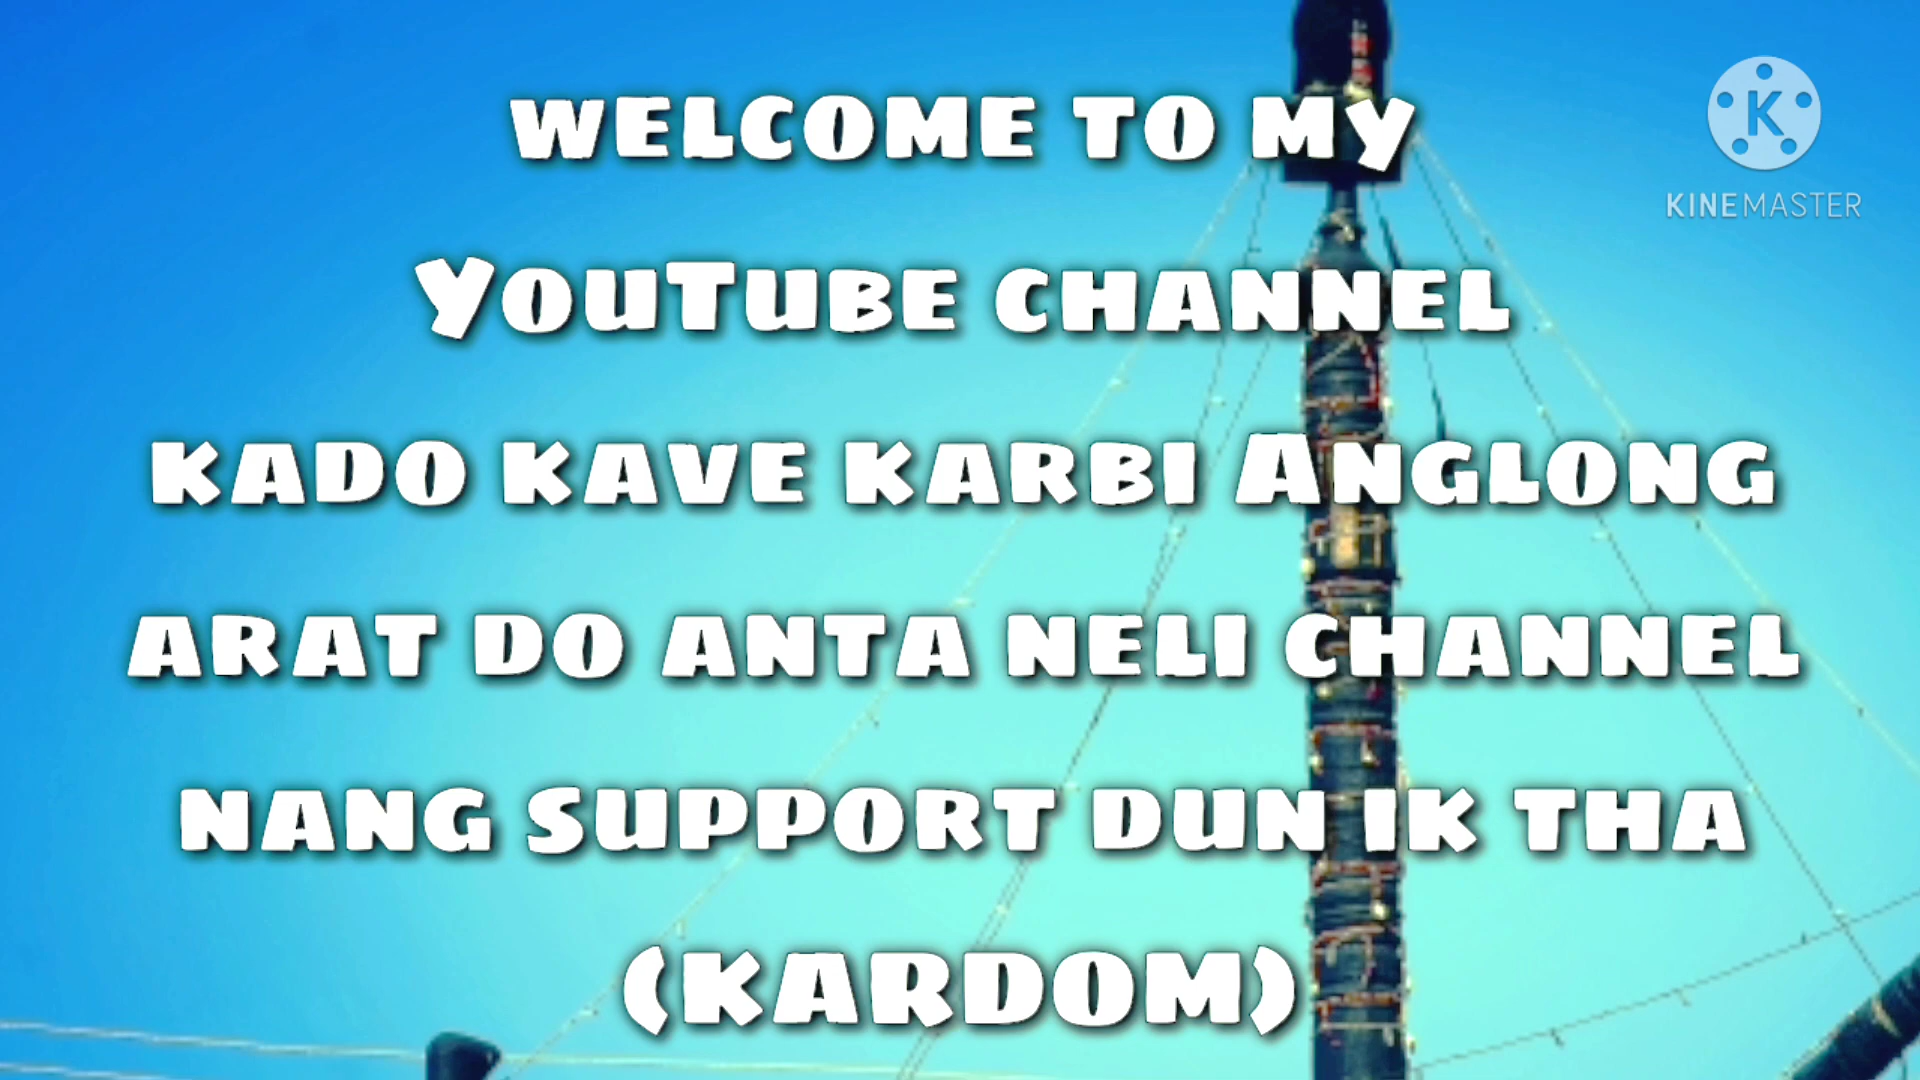 WELCOME TO MY
KINEMASTER
YOUTUBE CHANNEL
KADO KAVE KARBI ANGLONG
ARAT DO ANTA NELI CHANNEL
NANG SUPPORT DUN IK THA
(KARDOM)